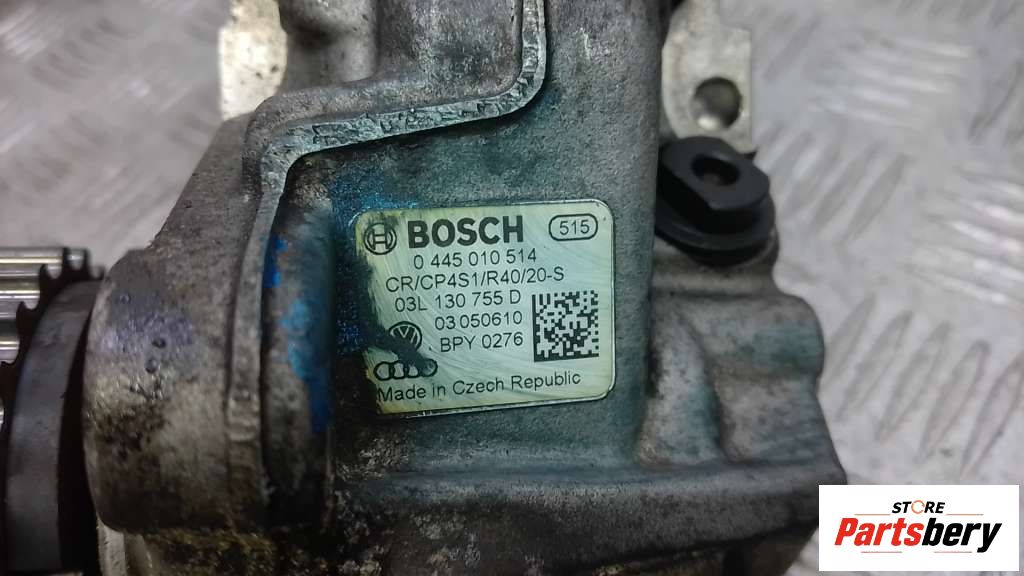 BOSCH 515
0 445 010 514
CR/CP4S1/R40/20-S
03L 130 755 D
03 050610
BPY 0276
Made in Czech Republic
STORE
Partsbery